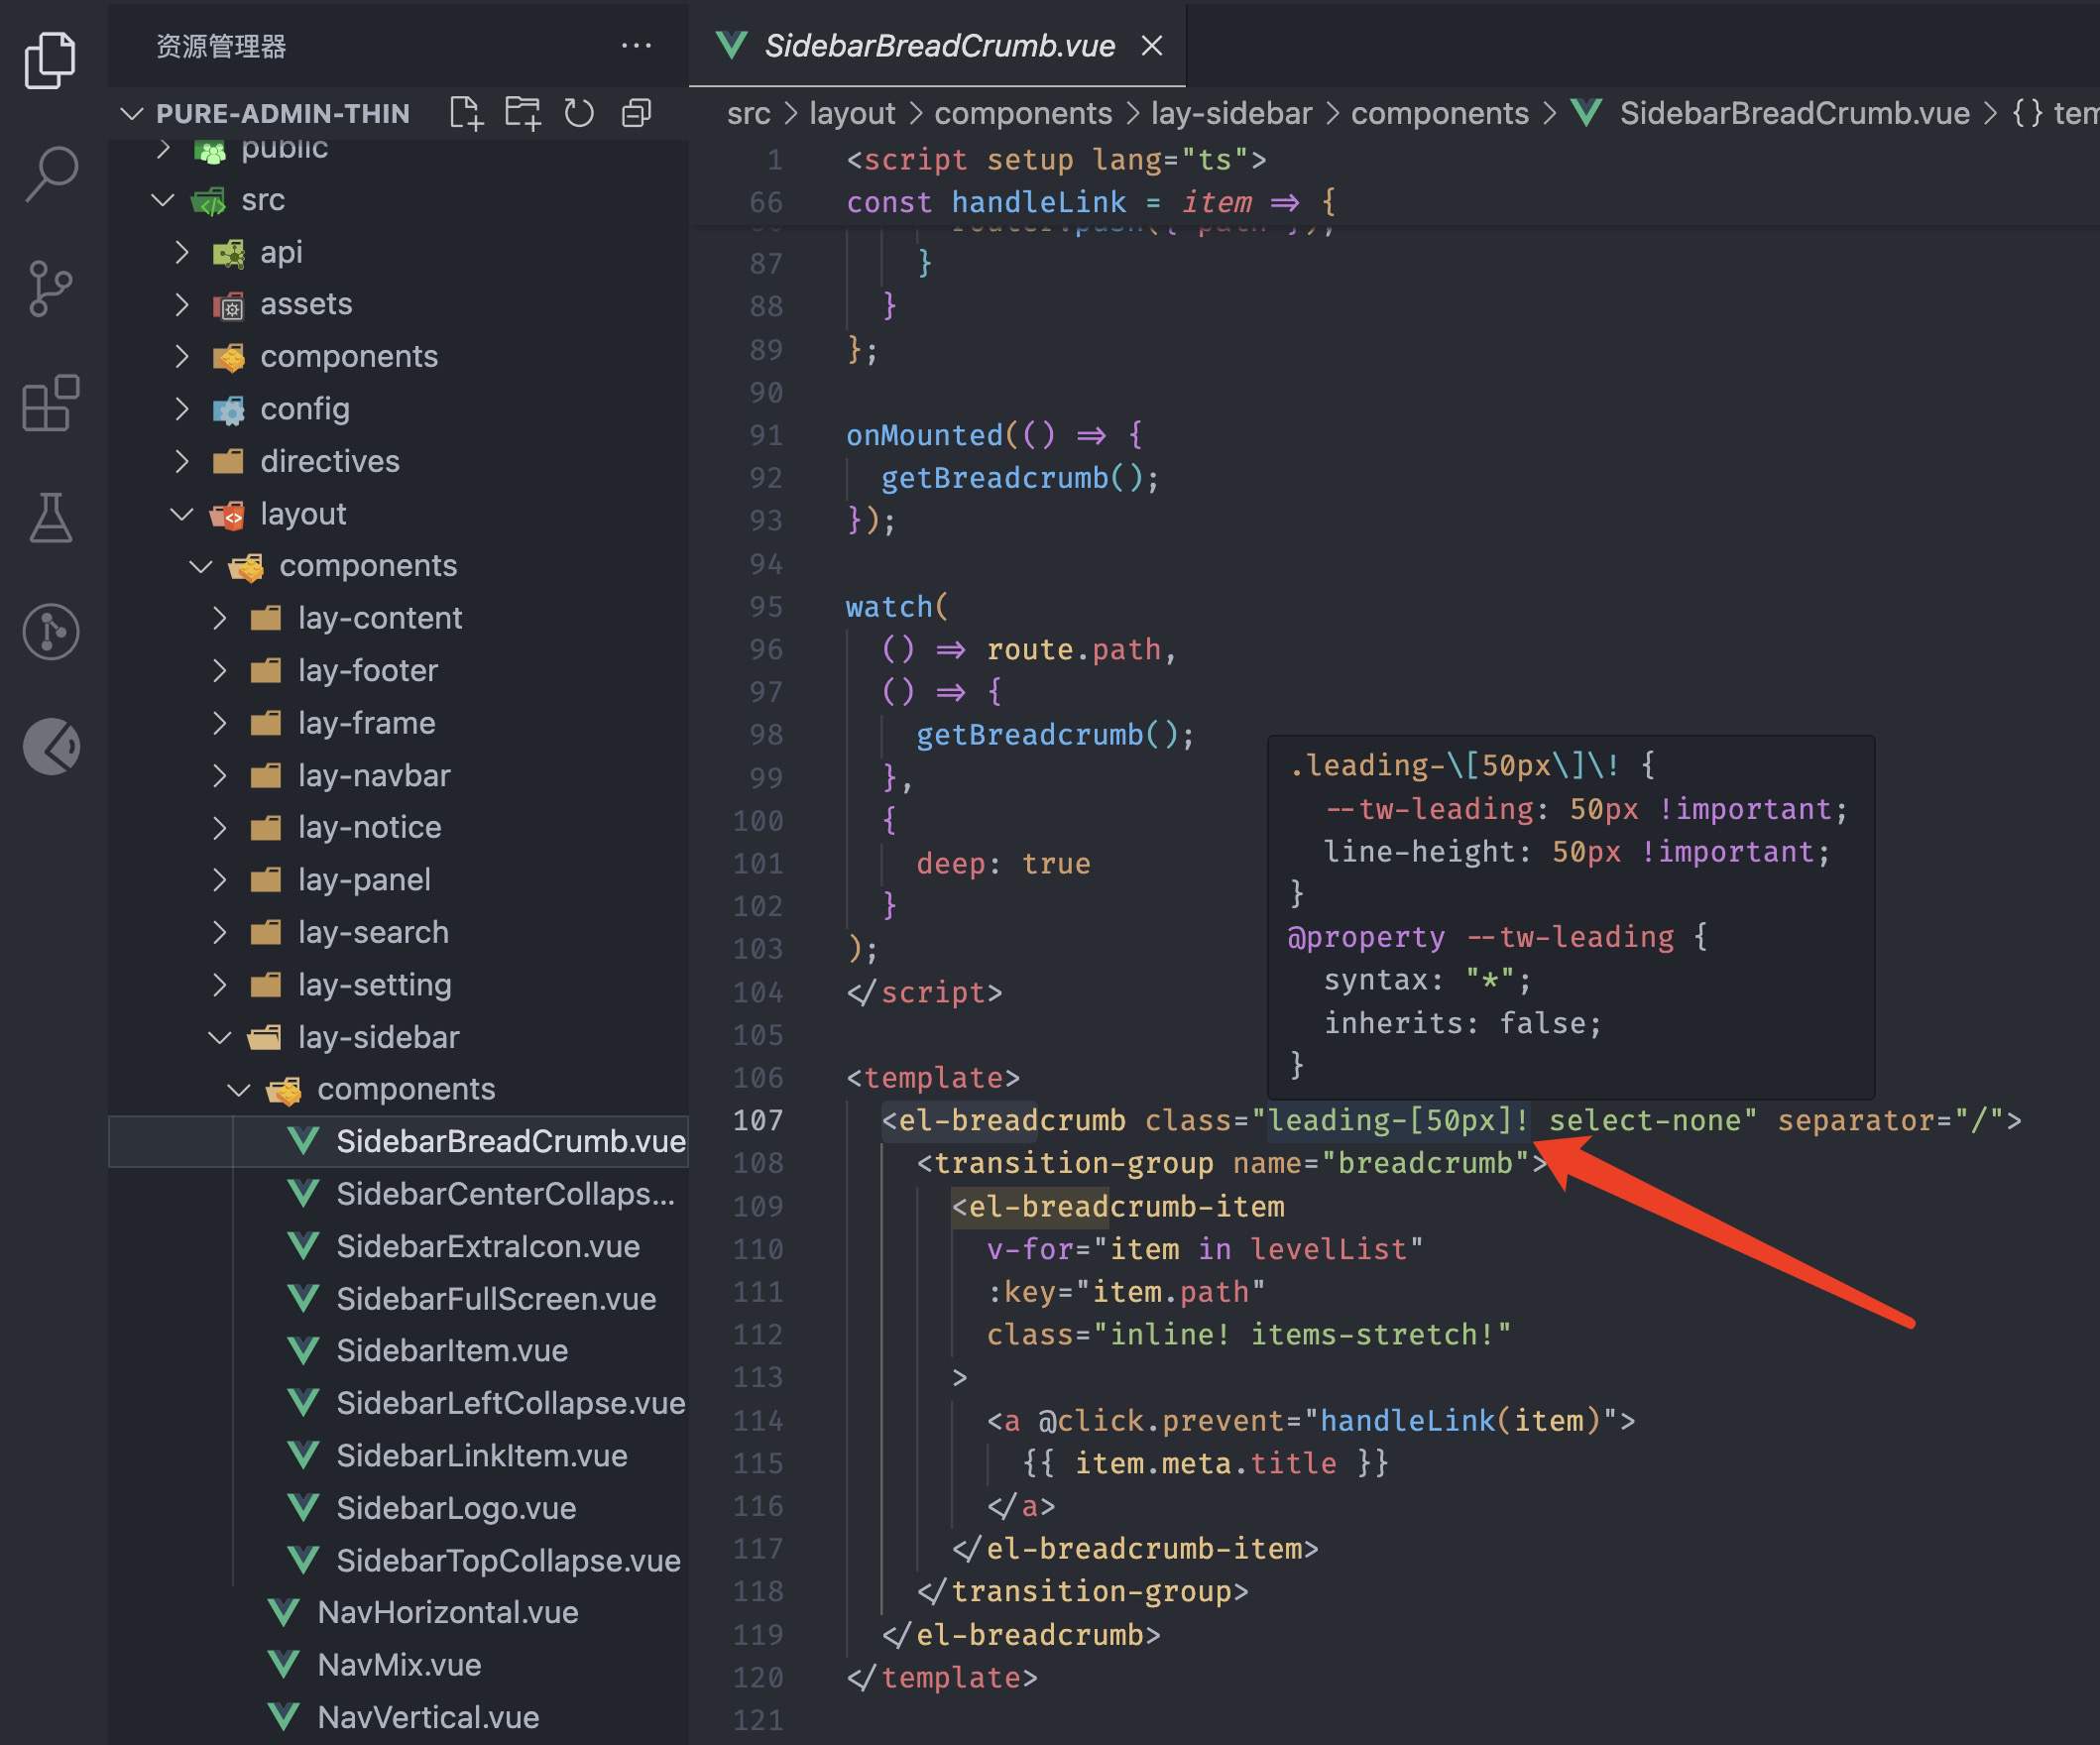 资源管理器
PURE-ADMIN-THIN
public
src
api
assets
components
config
directives
layout
components
lay-content
lay-footer
lay-frame
lay-navbar
lay-notice
lay-panel
lay-search
lay-setting
lay-sidebar
components
SidebarBreadCrumb.vue
SidebarCenterCollaps...
SidebarExtraIcon.vue
SidebarFullScreen.vue
SidebarItem.vue
SidebarLeftCollapse.vue
SidebarLinkItem.vue
SidebarLogo.vue
SidebarTopCollapse.vue
NavHorizontal.vue
NavMix.vue
NavVertical.vue
SidebarBreadCrumb.vue
src > layout > components > lay-sidebar > components > SidebarBreadCrumb.vue > {} tem
1 <script setup lang="ts">
66 const handleLink = item => {
router.push({ path });
87 }
88 }
89 };
90
91 onMounted(() => {
92 getBreadcrumb();
93 });
94
95 watch(
96 () => route.path,
97 () => {
98 getBreadcrumb();
99 },
100 {
101 deep: true
102 }
103 );
104 </script>
105
106 <template>
107 <el-breadcrumb class="leading-[50px]! select-none" separator="/">
108 <transition-group name="breadcrumb">
109 <el-breadcrumb-item
110 v-for="item in levelList"
111 :key="item.path"
112 class="inline! items-stretch!"
113 >
114 <a @click.prevent="handleLink(item)">
115 {{ item.meta.title }}
116 </a>
117 </el-breadcrumb-item>
118 </transition-group>
119 </el-breadcrumb>
120 </template>
121
.leading-\[50px\]\! {
--tw-leading: 50px !important;
line-height: 50px !important;
}
@property --tw-leading {
syntax: "*";
inherits: false;
}